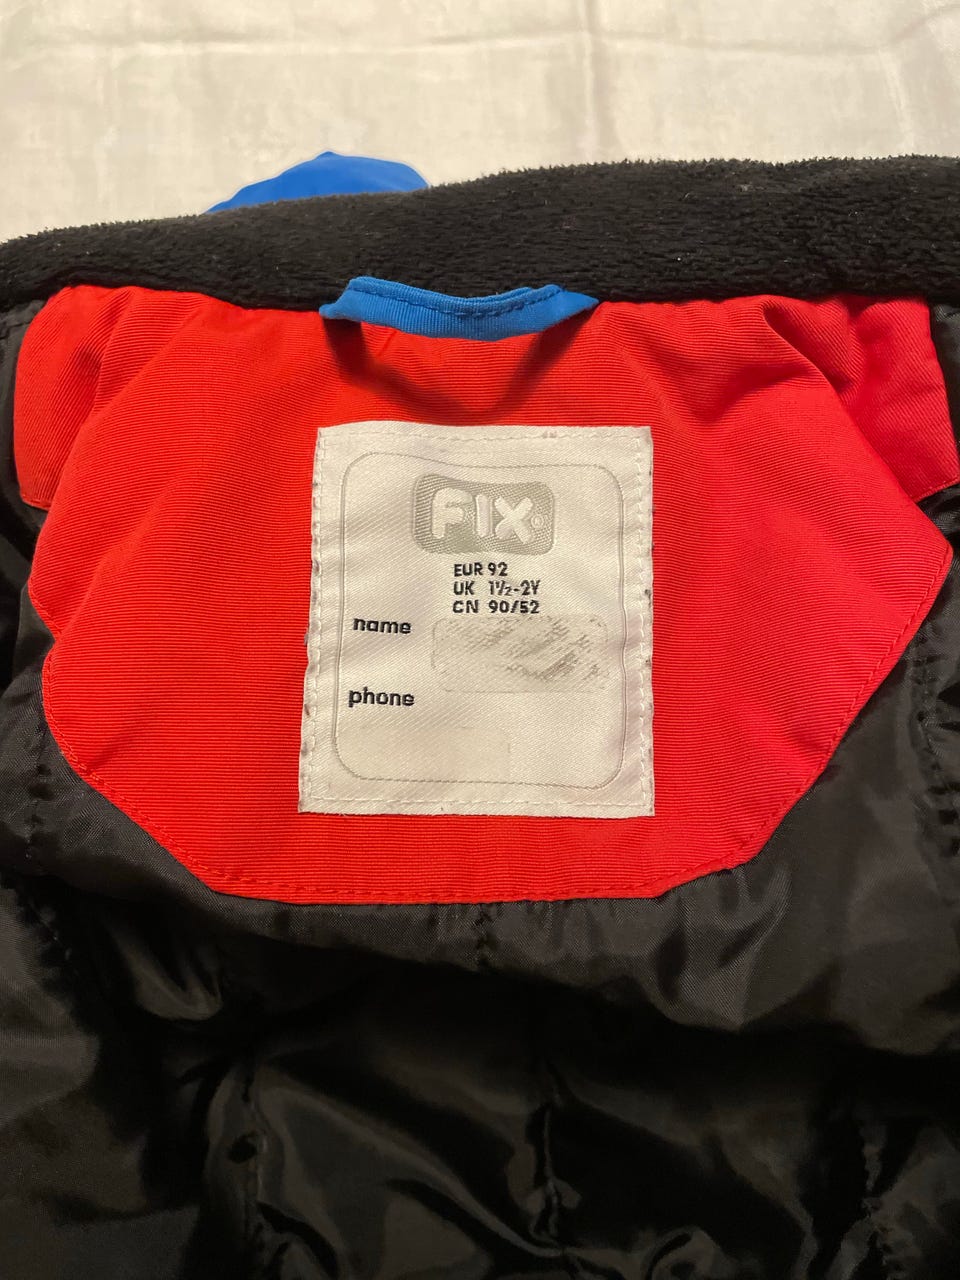 FIX®
EUR 92
UK 1½-2Y
CN 90/52
name
phone